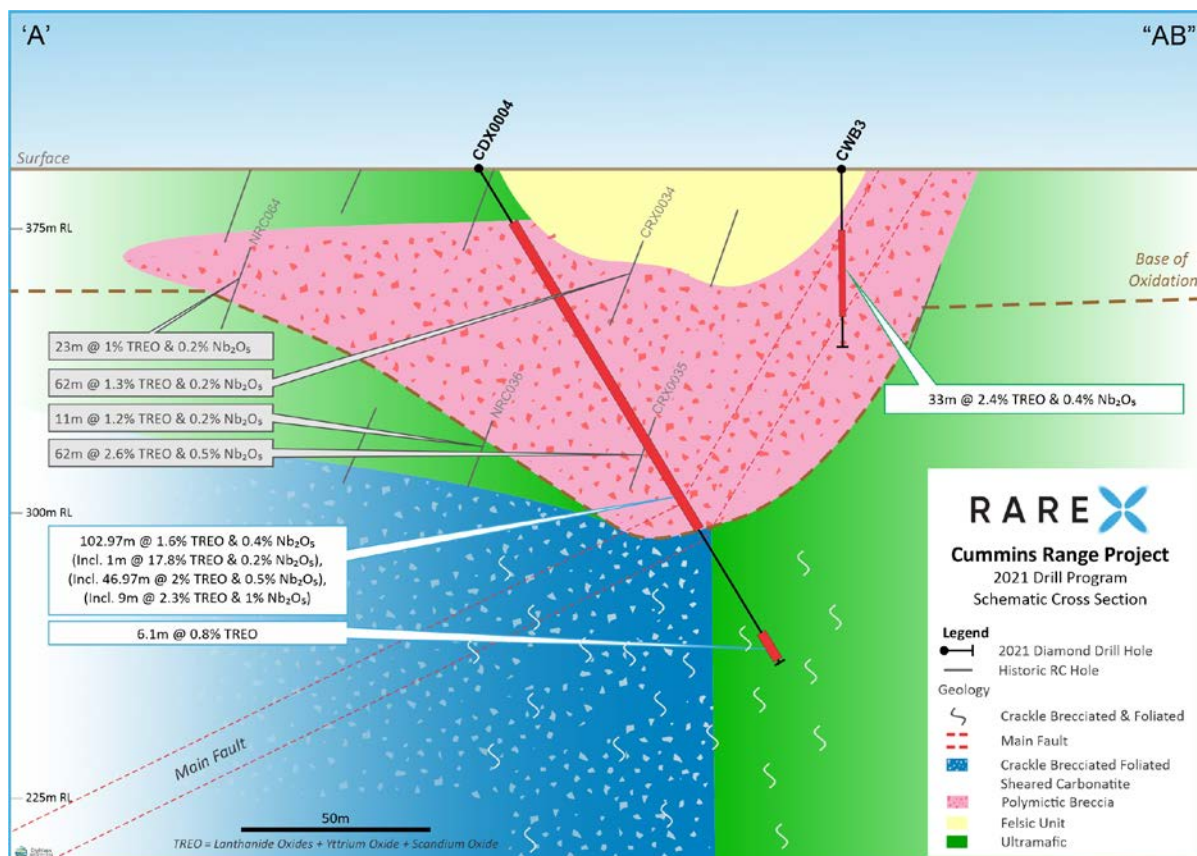 'A'
"AB"
CDX0004
CWB3
Surface
375m RL
NRC064
CRX0034
Base of
Oxidation
23m @ 1% TREO & 0.2% Nb₂O₅
62m @ 1.3% TREO & 0.2% Nb₂O₅
11m @ 1.2% TREO & 0.2% Nb₂O₅
62m @ 2.6% TREO & 0.5% Nb₂O₅
NRC036
CRX0035
33m @ 2.4% TREO & 0.4% Nb₂O₅
300m RL
102.97m @ 1.6% TREO & 0.4% Nb₂O₅
(Incl. 1m @ 17.8% TREO & 0.2% Nb₂O₅),
(Incl. 46.97m @ 2% TREO & 0.5% Nb₂O₅),
(Incl. 9m @ 2.3% TREO & 1% Nb₂O₅)
6.1m @ 0.8% TREO
Main Fault
225m RL
50m
TREO = Lanthanide Oxides + Yttrium Oxide + Scandium Oxide
RAREX
Cummins Range Project
2021 Drill Program
Schematic Cross Section
Legend
2021 Diamond Drill Hole
Historic RC Hole
Geology
Crackle Brecciated & Foliated
Main Fault
Crackle Brecciated Foliated
Sheared Carbonatite
Polymictic Breccia
Felsic Unit
Ultramafic